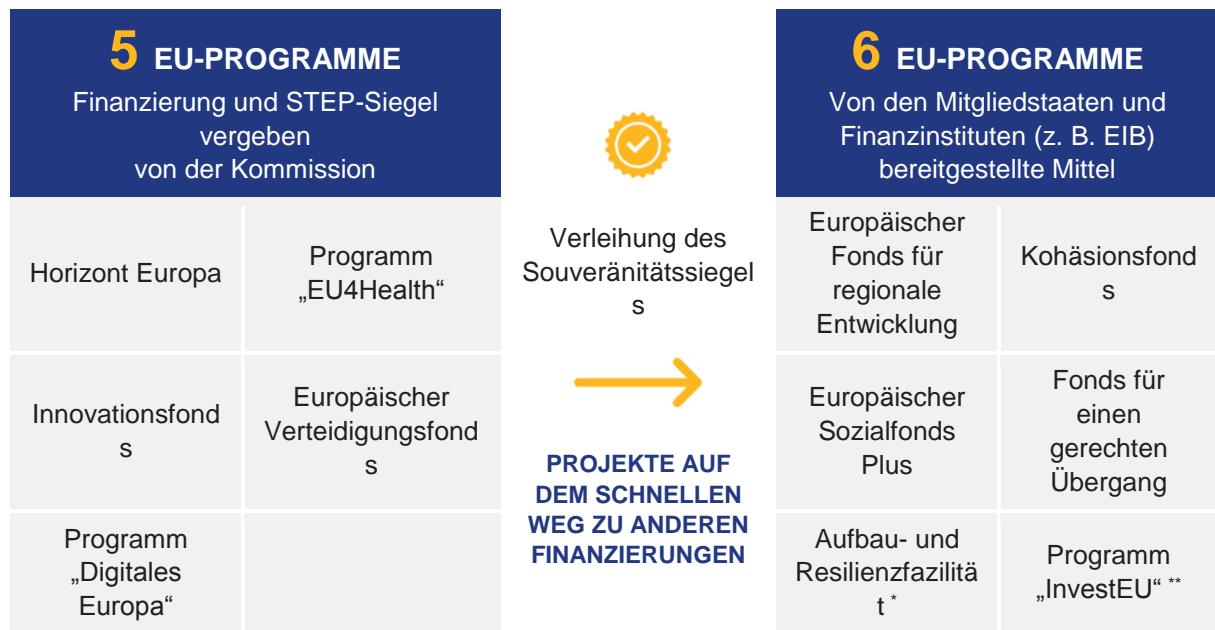 5 EU-PROGRAMME
Finanzierung und STEP-Siegel
vergeben
von der Kommission
Horizont Europa
Programm
„EU4Health“
Innovationsfond
s
Europäischer
Verteidigungsfond
s
Programm
„Digitales
Europa“
Verleihung des
Souveränitätssiegel
s
PROJEKTE AUF
DEM SCHNELLEN
WEG ZU ANDEREN
FINANZIERUNGEN
6 EU-PROGRAMME
Von den Mitgliedstaaten und
Finanzinstituten (z. B. EIB)
bereitgestellte Mittel
Europäischer
Fonds für
regionale
Entwicklung
Kohäsionsfond
s
Europäischer
Sozialfonds
Plus
Fonds für
einen
gerechten
Übergang
Aufbau- und
Resilienzfazilitä
t *
Programm
„InvestEU“ **